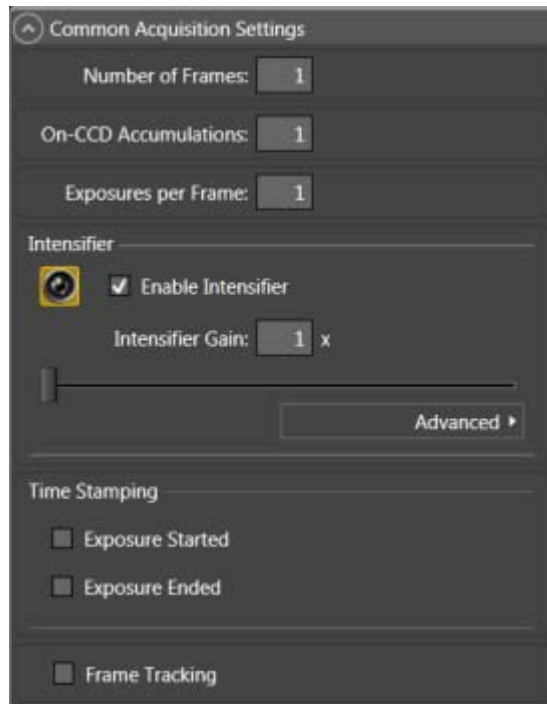 Common Acquisition Settings
Number of Frames: 1
On-CCD Accumulations: 1
Exposures per Frame: 1
Intensifier
Enable Intensifier
Intensifier Gain: 1 x
Advanced
Time Stamping
Exposure Started
Exposure Ended
Frame Tracking